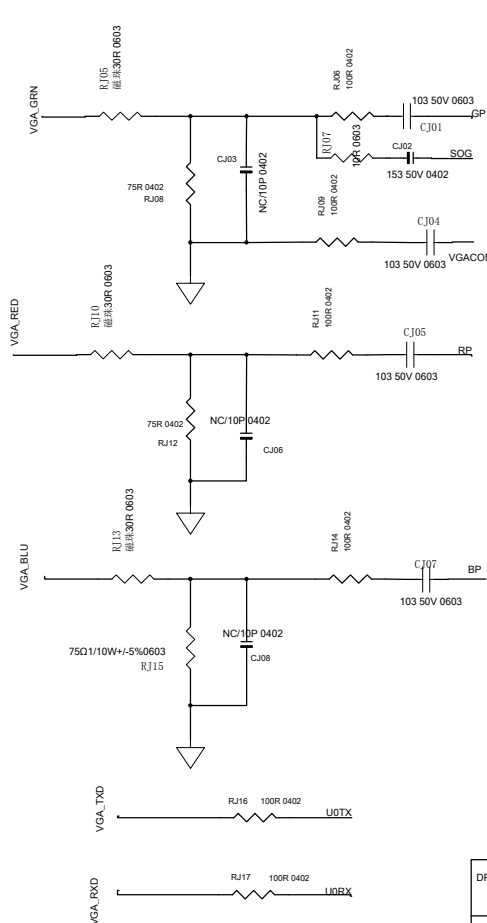 VGA_GRN
RJ05
磁珠30R 0603
RJ06
100R 0402
103 50V 0603
CJ01
GP
RJ07
10R 0603
CJ02
SOG
153 50V 0402
75R 0402
RJ08
CJ03
NC/10P 0402
RJ09
100R 0402
CJ04
103 50V 0603
VGACOM
VGA_RED
RJ10
磁珠30R 0603
RJ11
100R 0402
CJ05
RP
103 50V 0603
75R 0402
RJ12
NC/10P 0402
CJ06
VGA_BLU
RJ13
磁珠30R 0603
RJ14
100R 0402
CJ07
BP
103 50V 0603
75Ω1/10W+/-5%0603
RJ15
NC/10P 0402
CJ08
VGA_TXD
RJ16 100R 0402
U0TX
VGA_RXD
RJ17 100R 0402
U0RX